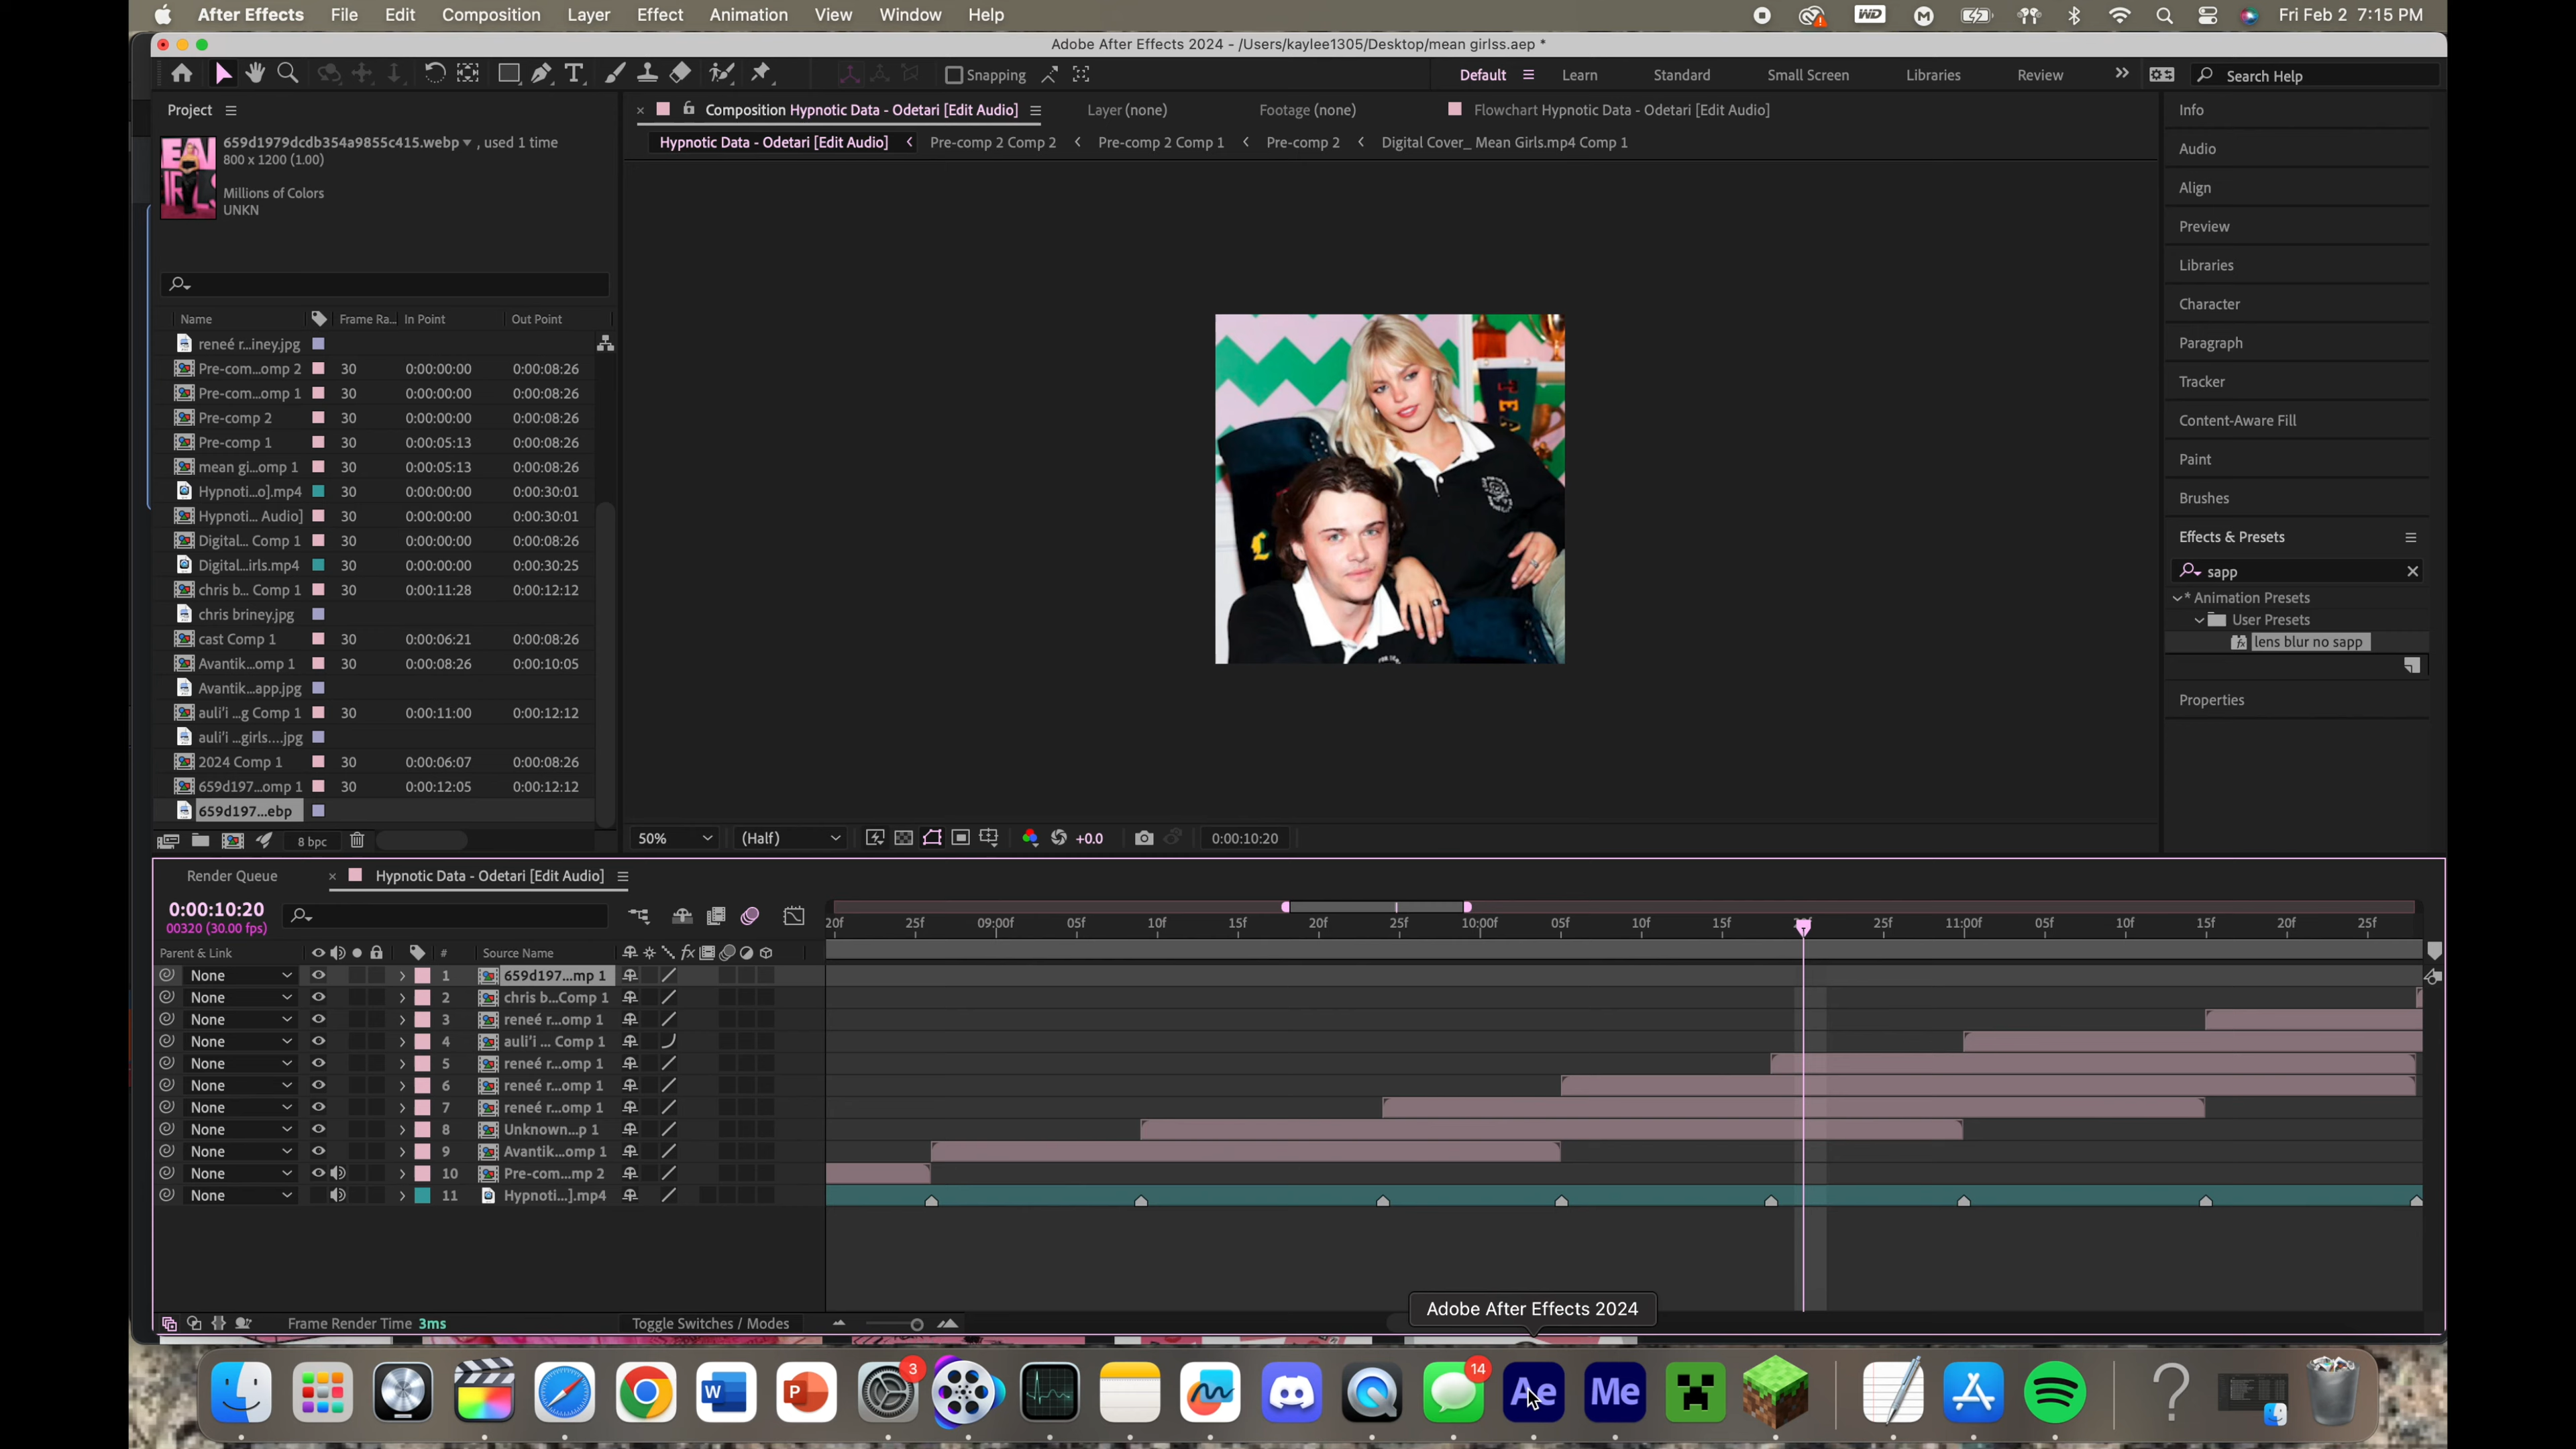 After Effects File Edit Composition Layer Effect Animation View Window Help WD M Fri Feb 2 7:15 PM
Adobe After Effects 2024 - /Users/kaylee1305/Desktop/mean girlss.aep *
T Snapping Default Learn Standard Small Screen Libraries Review Search Help
Project
659d1979dcdb354a9855c415.webp , used 1 time
800 x 1200 (1.00)
Millions of Colors
UNKN
Composition Hypnotic Data - Odetari [Edit Audio] Layer (none) Footage (none) Flowchart Hypnotic Data - Odetari [Edit Audio]
Hypnotic Data - Odetari [Edit Audio] Pre-comp 2 Comp 2 Pre-comp 2 Comp 1 Pre-comp 2 Digital Cover_ Mean Girls.mp4 Comp 1
Name Frame Ra... In Point Out Point
reneé r...iney.jpg
Pre-com...omp 2 30 0:00:00:00 0:00:08:26
Pre-com...omp 1 30 0:00:00:00 0:00:08:26
Pre-comp 2 30 0:00:00:00 0:00:08:26
Pre-comp 1 30 0:00:05:13 0:00:08:26
mean gi...omp 1 30 0:00:05:13 0:00:08:26
Hypnoti...o].mp4 30 0:00:00:00 0:00:30:01
Hypnoti... Audio] 30 0:00:00:00 0:00:30:01
Digital... Comp 1 30 0:00:00:00 0:00:08:26
Digital...irls.mp4 30 0:00:00:00 0:00:30:25
chris b... Comp 1 30 0:00:11:28 0:00:12:12
chris briney.jpg
cast Comp 1 30 0:00:06:21 0:00:08:26
Avantik...omp 1 30 0:00:08:26 0:00:10:05
Avantik...app.jpg
auli'i ...g Comp 1 30 0:00:11:00 0:00:12:12
auli'i ...girls....jpg
2024 Comp 1 30 0:00:06:07 0:00:08:26
659d197...omp 1 30 0:00:12:05 0:00:12:12
659d197...ebp
8 bpc
50% (Half) +0.0 0:00:10:20
Info
Audio
Align
Preview
Libraries
Character
Paragraph
Tracker
Content-Aware Fill
Paint
Brushes
Effects & Presets
sapp
* Animation Presets
User Presets
lens blur no sapp
Properties
Render Queue Hypnotic Data - Odetari [Edit Audio]
0:00:10:20
00320 (30.00 fps)
20f 25f 09:00f 05f 10f 15f 20f 25f 10:00f 05f 10f 15f 20f 25f 11:00f 05f 10f 15f 20f 25f
Parent & Link # Source Name fx
None 1 659d197...mp 1
None 2 chris b...Comp 1
None 3 reneé r...omp 1
None 4 auli'i ... Comp 1
None 5 reneé r...omp 1
None 6 reneé r...omp 1
None 7 reneé r...omp 1
None 8 Unknown...p 1
None 9 Avantik...omp 1
None 10 Pre-com...mp 2
None 11 Hypnoti...].mp4
Frame Render Time 3ms Toggle Switches / Modes
Adobe After Effects 2024
W P 3 14 Ae Me ?